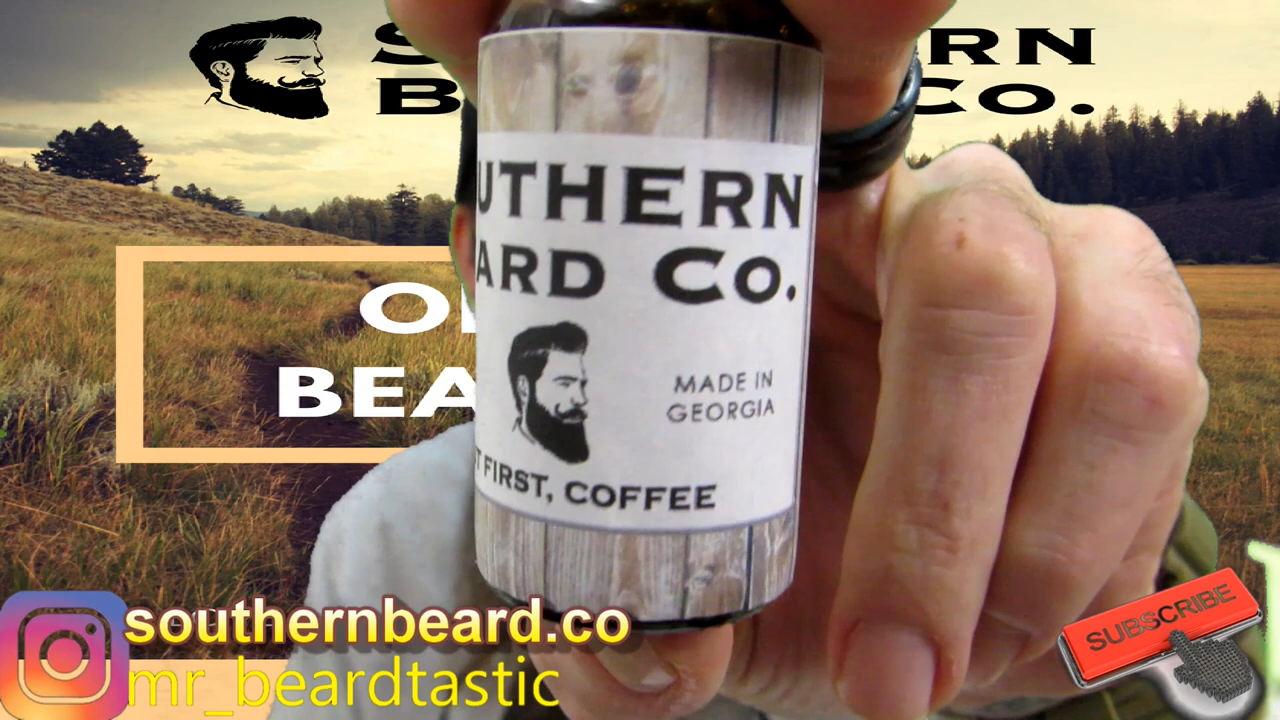 RN
CO.
UTHERN
ARD CO.
MADE IN
GEORGIA
T FIRST, COFFEE
BEA
southernbeard.co
mr_beardtastic
SUBSCRIBE